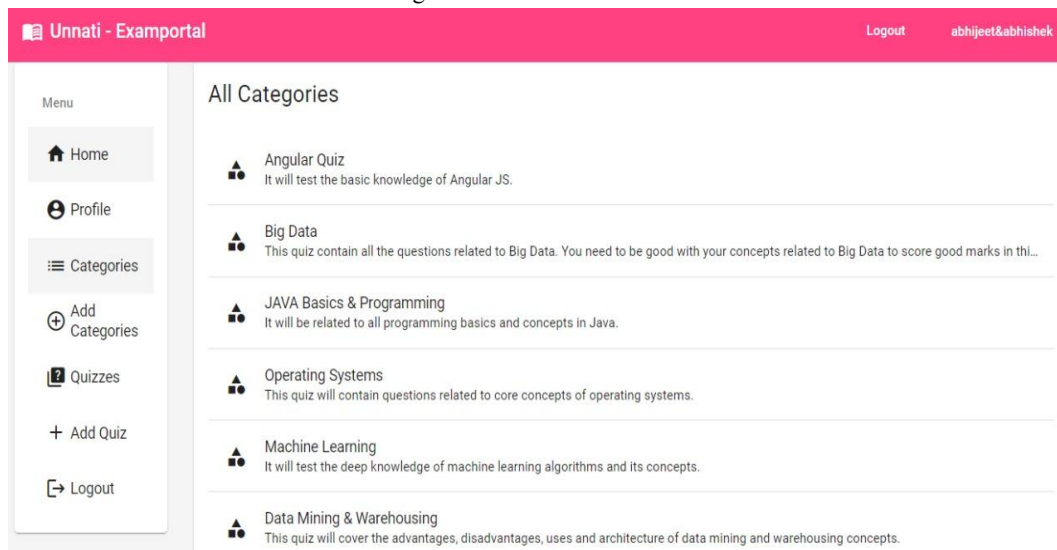 Unnati - Examportal
Logout
abhijeet&abhishek
Menu
Home
Profile
Categories
Add
Categories
Quizzes
Add Quiz
Logout
All Categories
Angular Quiz
It will test the basic knowledge of Angular JS.
Big Data
This quiz contain all the questions related to Big Data. You need to be good with your concepts related to Big Data to score good marks in thi...
JAVA Basics & Programming
It will be related to all programming basics and concepts in Java.
Operating Systems
This quiz will contain questions related to core concepts of operating systems.
Machine Learning
It will test the deep knowledge of machine learning algorithms and its concepts.
Data Mining & Warehousing
This quiz will cover the advantages, disadvantages, uses and architecture of data mining and warehousing concepts.